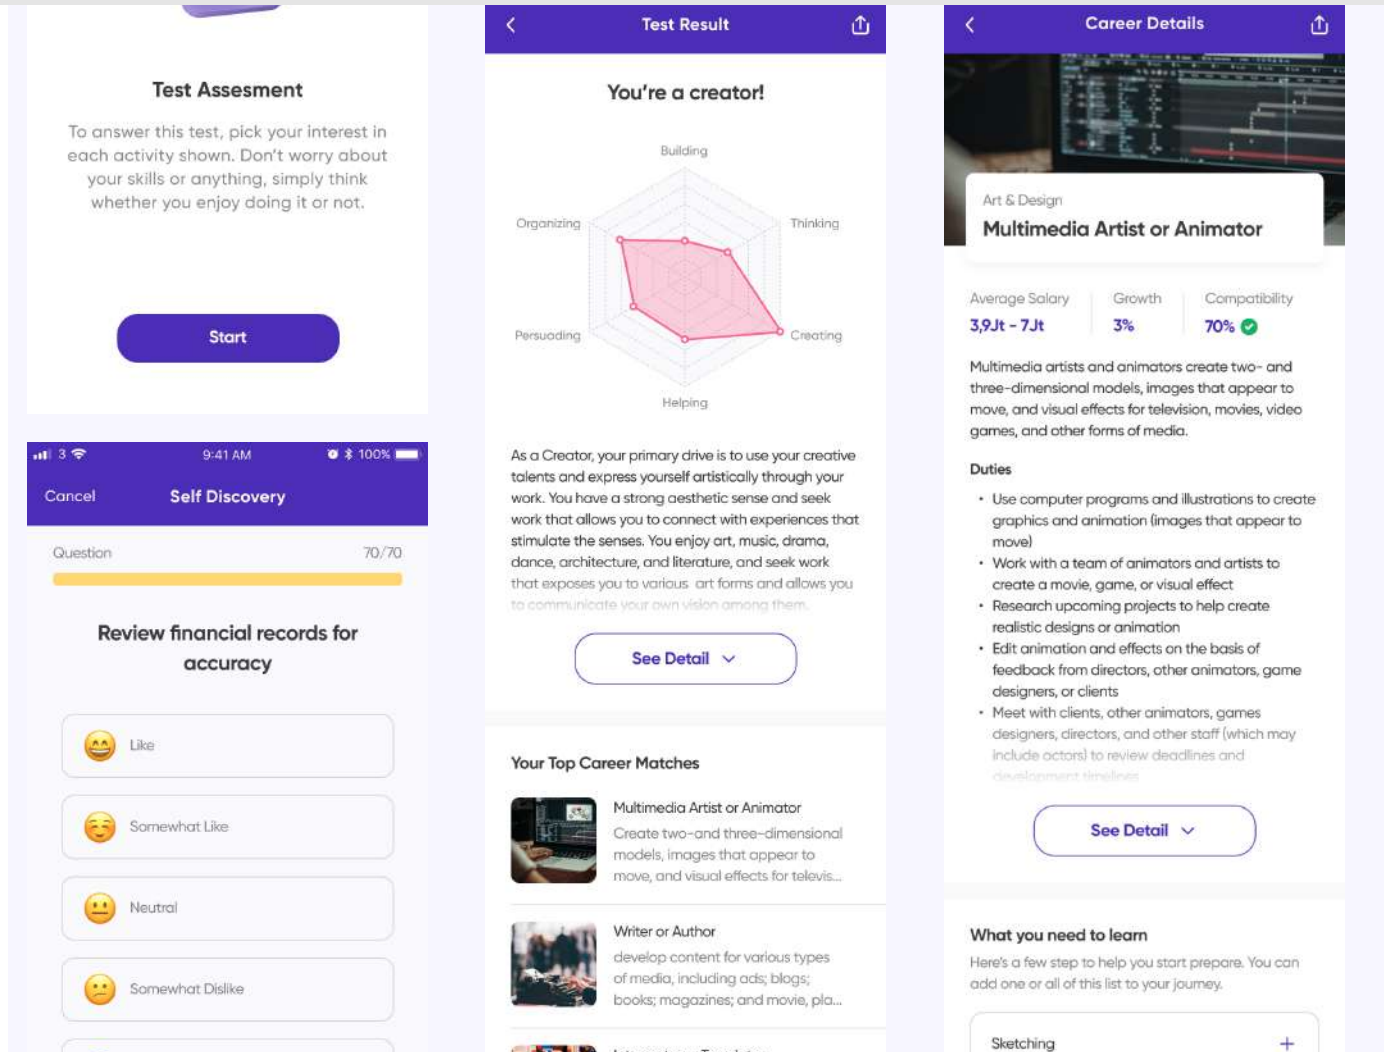 Test Assesment
To answer this test, pick your interest in
each activity shown. Don't worry about
your skills or anything, simply think
whether you enjoy doing it or not.
Start
3
9:41 AM
100%
Cancel
Self Discovery
Question
70/70
Review financial records for
accuracy
Like
Somewhat Like
Neutral
Somewhat Dislike
Test Result
You're a creator!
Building
Organizing
Thinking
Persuading
Creating
Helping
As a Creator, your primary drive is to use your creative
talents and express yourself artistically through your
work. You have a strong aesthetic sense and seek
work that allows you to connect with experiences that
stimulate the senses. You enjoy art, music, drama,
dance, architecture, and literature, and seek work
that exposes you to various art forms and allows you
to communicate your own vision among them.
See Detail
Your Top Career Matches
Multimedia Artist or Animator
Create two-and three-dimensional
models, images that appear to
move, and visual effects for televis...
Writer or Author
develop content for various types
of media, including ads; blogs;
books; magazines; and movie, pla...
Career Details
Art & Design
Multimedia Artist or Animator
Average Salary
Growth
Compatibility
3,9Jt - 7Jt
3%
70%
Multimedia artists and animators create two- and
three-dimensional models, images that appear to
move, and visual effects for television, movies, video
games, and other forms of media.
Duties
• Use computer programs and illustrations to create
graphics and animation (images that appear to
move)
• Work with a team of animators and artists to
create a movie, game, or visual effect
• Research upcoming projects to help create
realistic designs or animation
• Edit animation and effects on the basis of
feedback from directors, other animators, game
designers, or clients
• Meet with clients, other animators, games
designers, directors, and other staff (which may
include actors) to review deadlines and
development timelines
See Detail
What you need to learn
Here's a few step to help you start prepare. You can
add one or all of this list to your journey.
Sketching
+